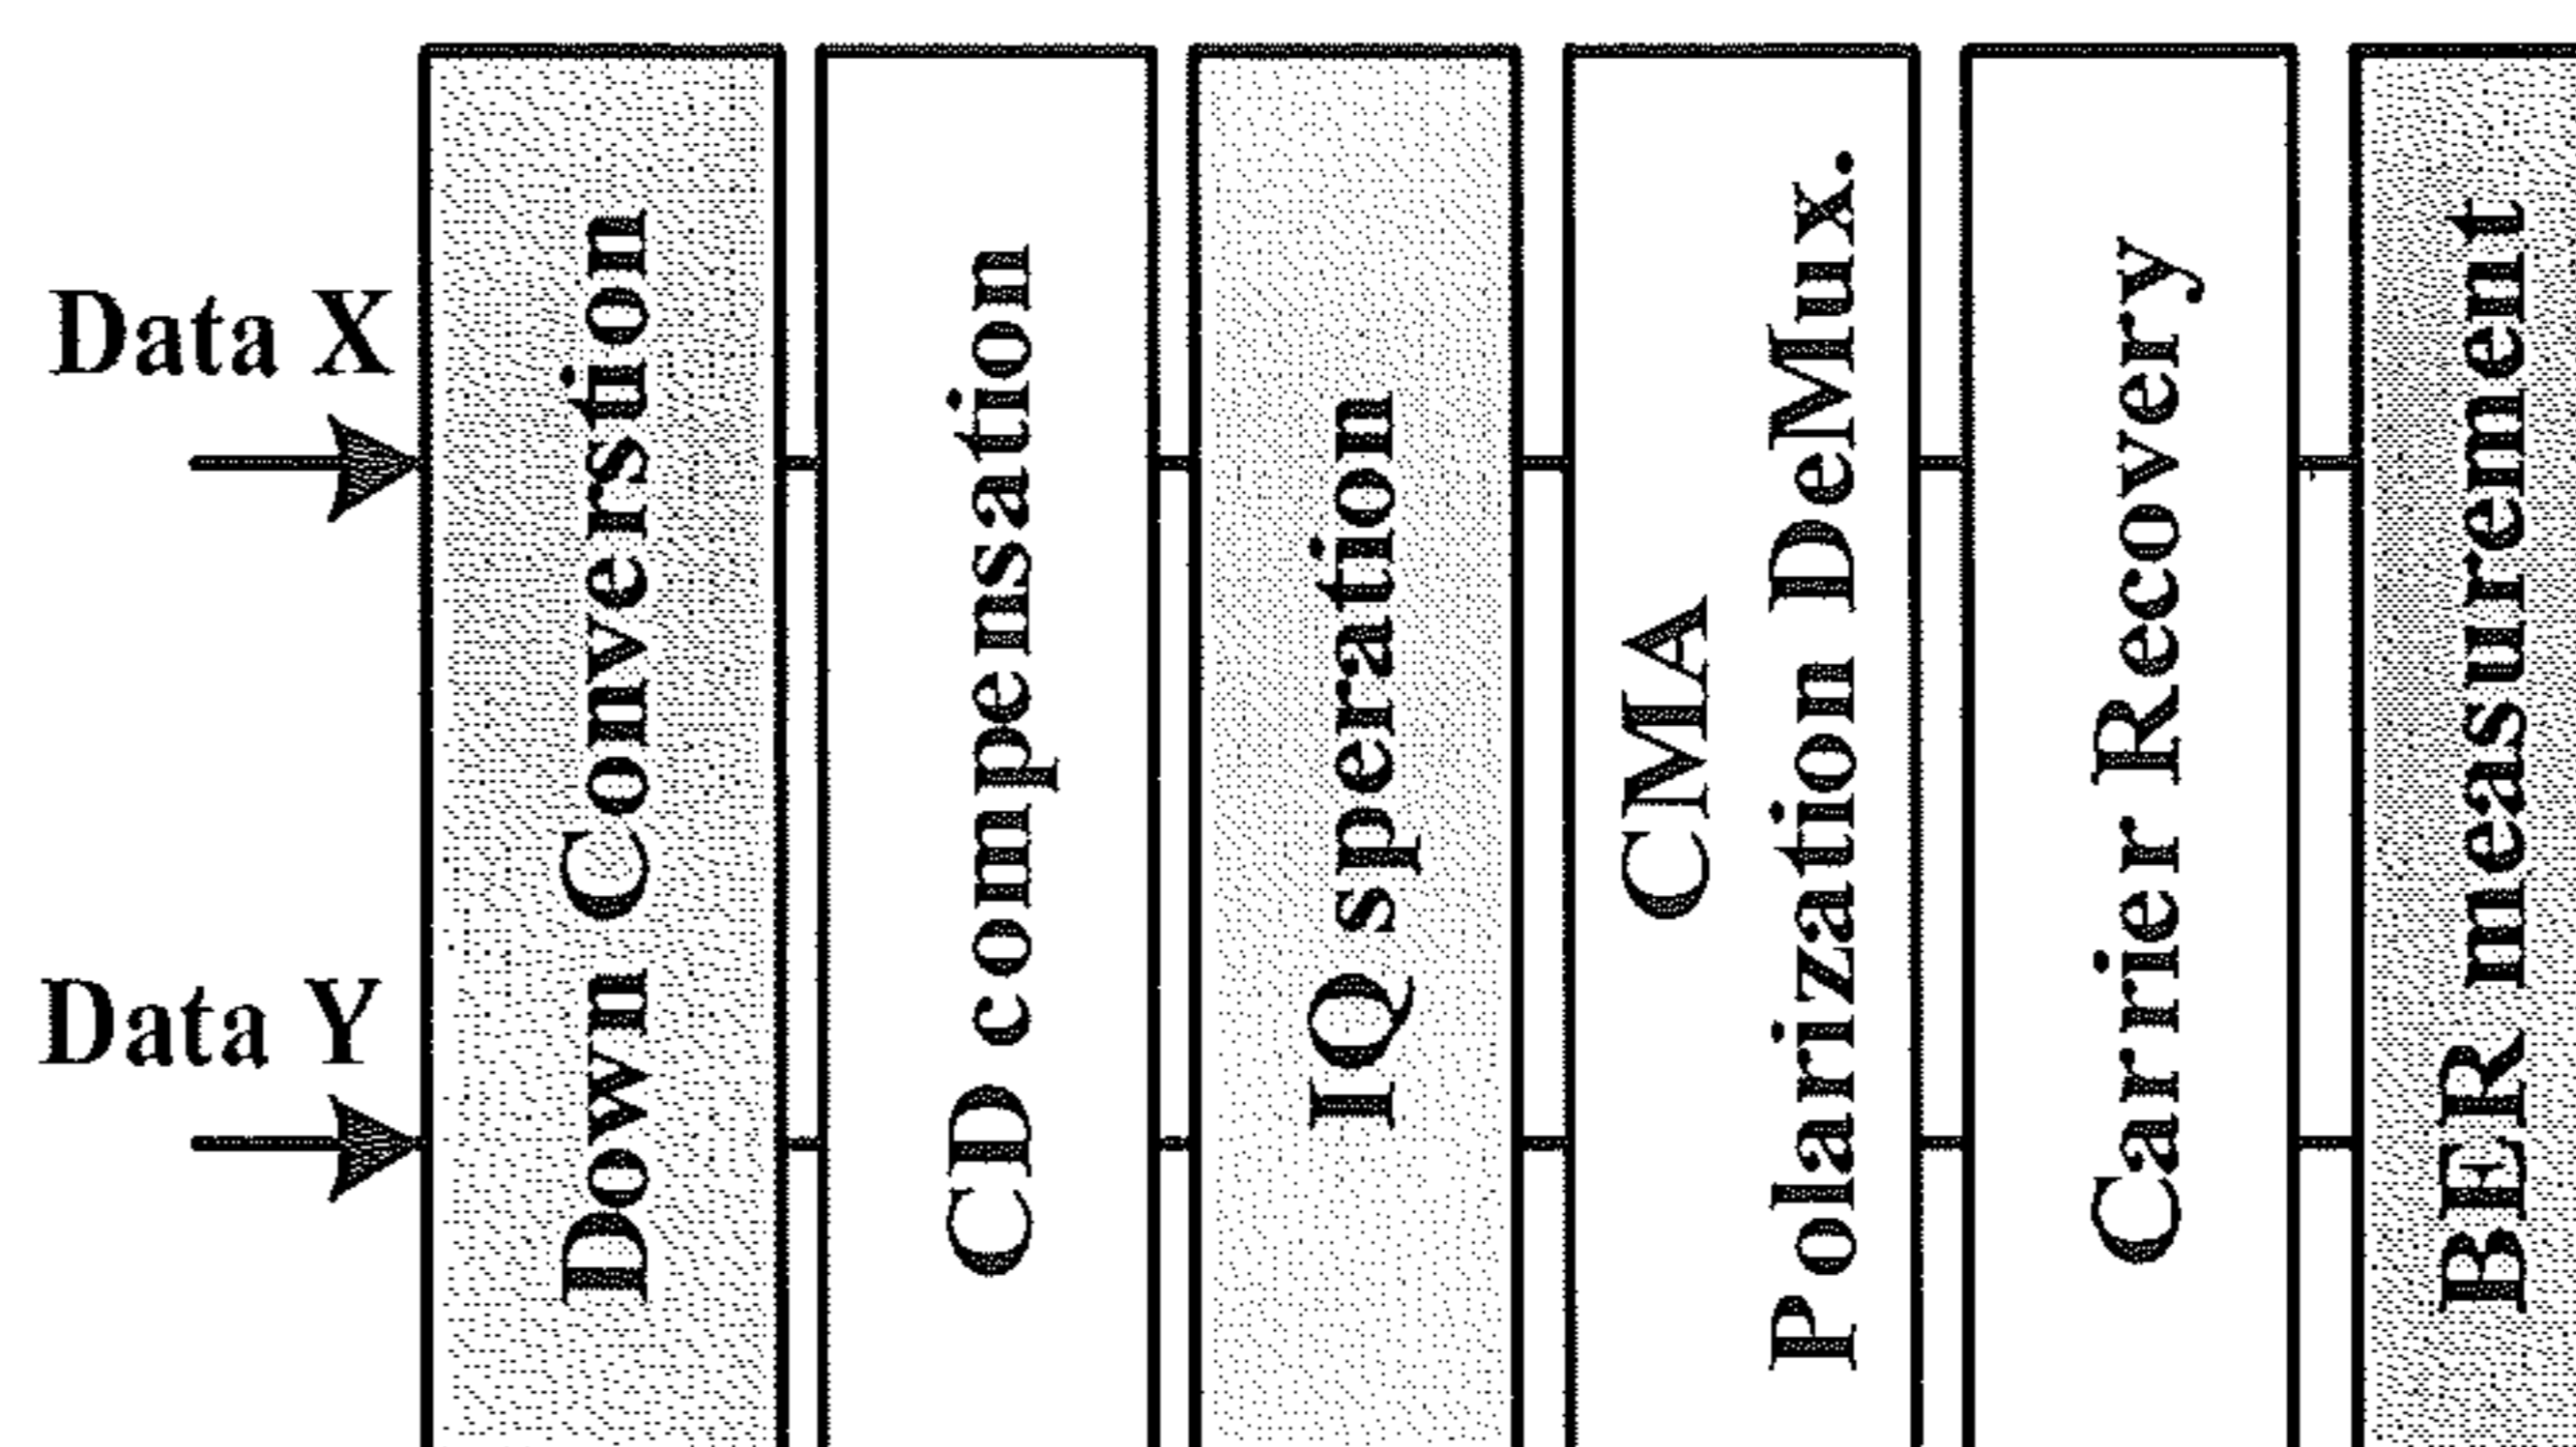 Data X
Data Y
Down Conversion
CD compensation
IQ speration
CMA
Polarization DeMux.
Carrier Recovery
BER measurement